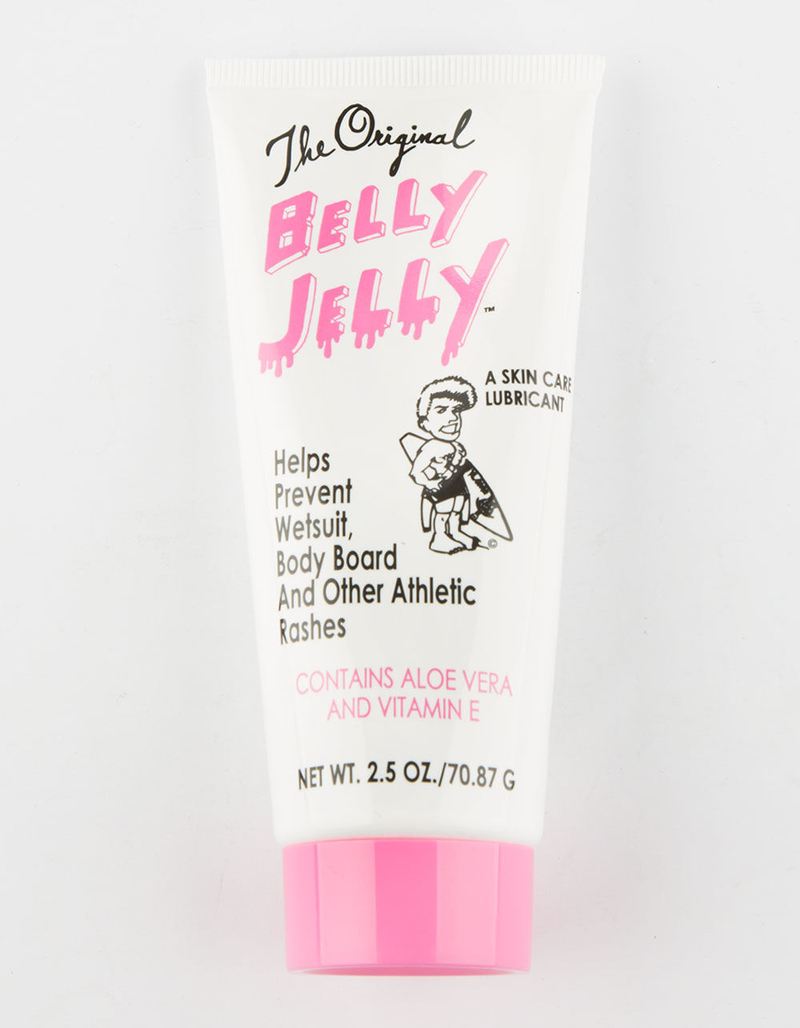 The Original
BELLY
JELLY™
A SKIN CARE
LUBRICANT
©
Helps
Prevent
Wetsuit,
Body Board
And Other Athletic
Rashes
CONTAINS ALOE VERA
AND VITAMIN E
NET WT. 2.5 OZ./70.87 G